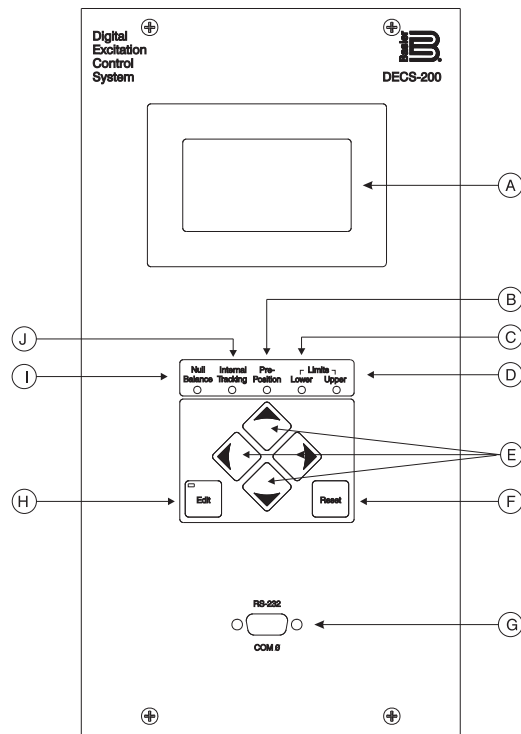 Digital
Excitation
Control
System
Basler
DECS-200
A
B
C
J
Null Balance
Internal Tracking
Pre-Position
Limits
Lower
Upper
I
D
E
H
Edit
Reset
F
RS-232
G
COM Ø